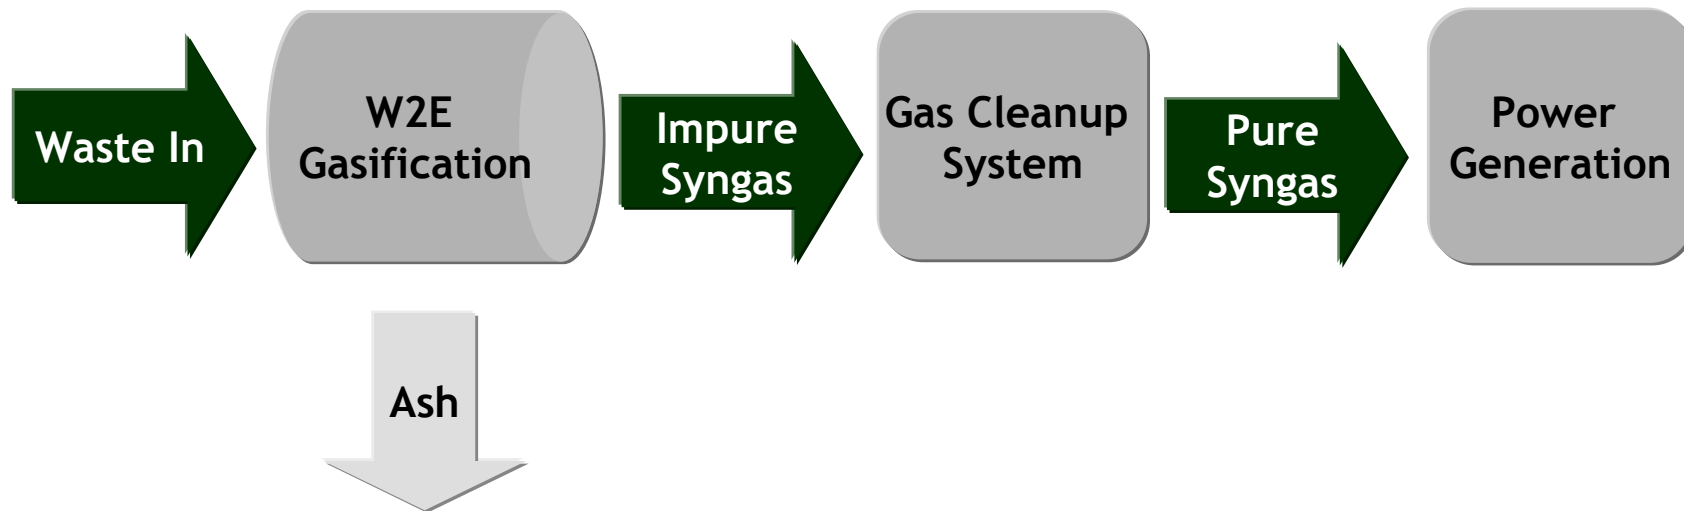 Waste In
W2E
Gasification
Impure
Syngas
Gas Cleanup
System
Pure
Syngas
Power
Generation
Ash